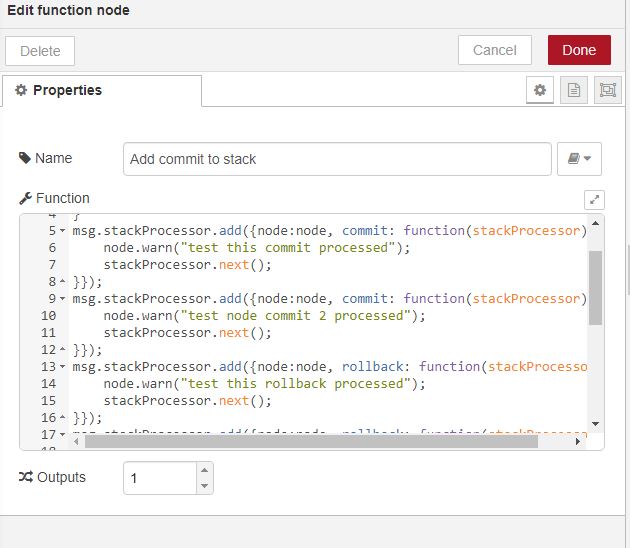 Edit function node
Delete
Cancel
Done
Properties
Name
Add commit to stack
Function
4 }
5 msg.stackProcessor.add({node:node, commit: function(stackProcessor)
6 node.warn("test this commit processed");
7 stackProcessor.next();
8 }});
9 msg.stackProcessor.add({node:node, commit: function(stackProcessor)
10 node.warn("test node commit 2 processed");
11 stackProcessor.next();
12 }});
13 msg.stackProcessor.add({node:node, rollback: function(stackProcesso
14 node.warn("test this rollback processed");
15 stackProcessor.next();
16 }});
17
Outputs
1